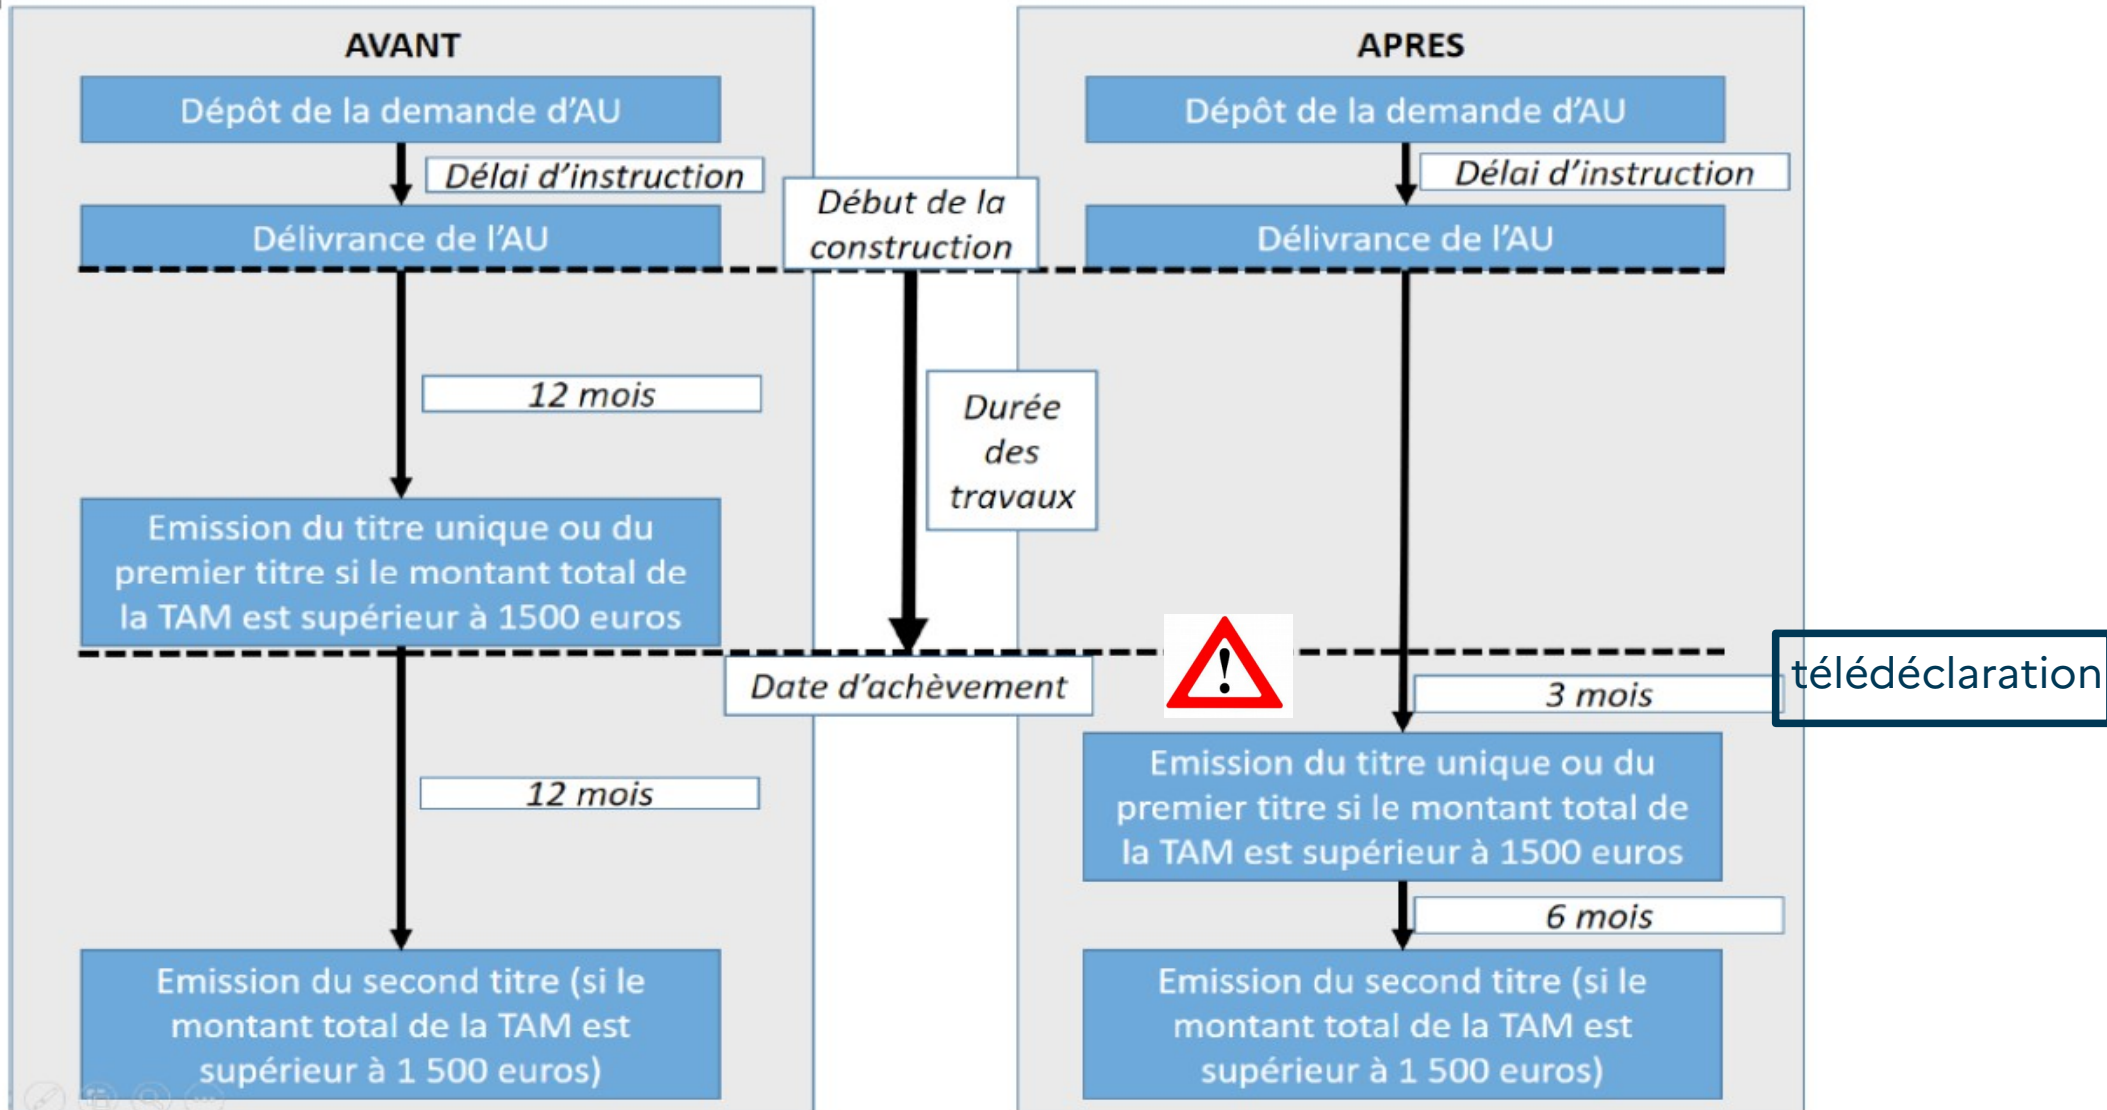 AVANT
Dépôt de la demande d'AU
Délai d'instruction
Délivrance de l'AU
12 mois
Emission du titre unique ou du
premier titre si le montant total de
la TAM est supérieur à 1500 euros
12 mois
Emission du second titre (si le
montant total de la TAM est
supérieur à 1 500 euros)
Début de la
construction
Durée
des
travaux
Date d'achèvement
APRES
Dépôt de la demande d'AU
Délai d'instruction
Délivrance de l'AU
!
3 mois
télédéclaration
Emission du titre unique ou du
premier titre si le montant total de
la TAM est supérieur à 1500 euros
6 mois
Emission du second titre (si le
montant total de la TAM est
supérieur à 1 500 euros)